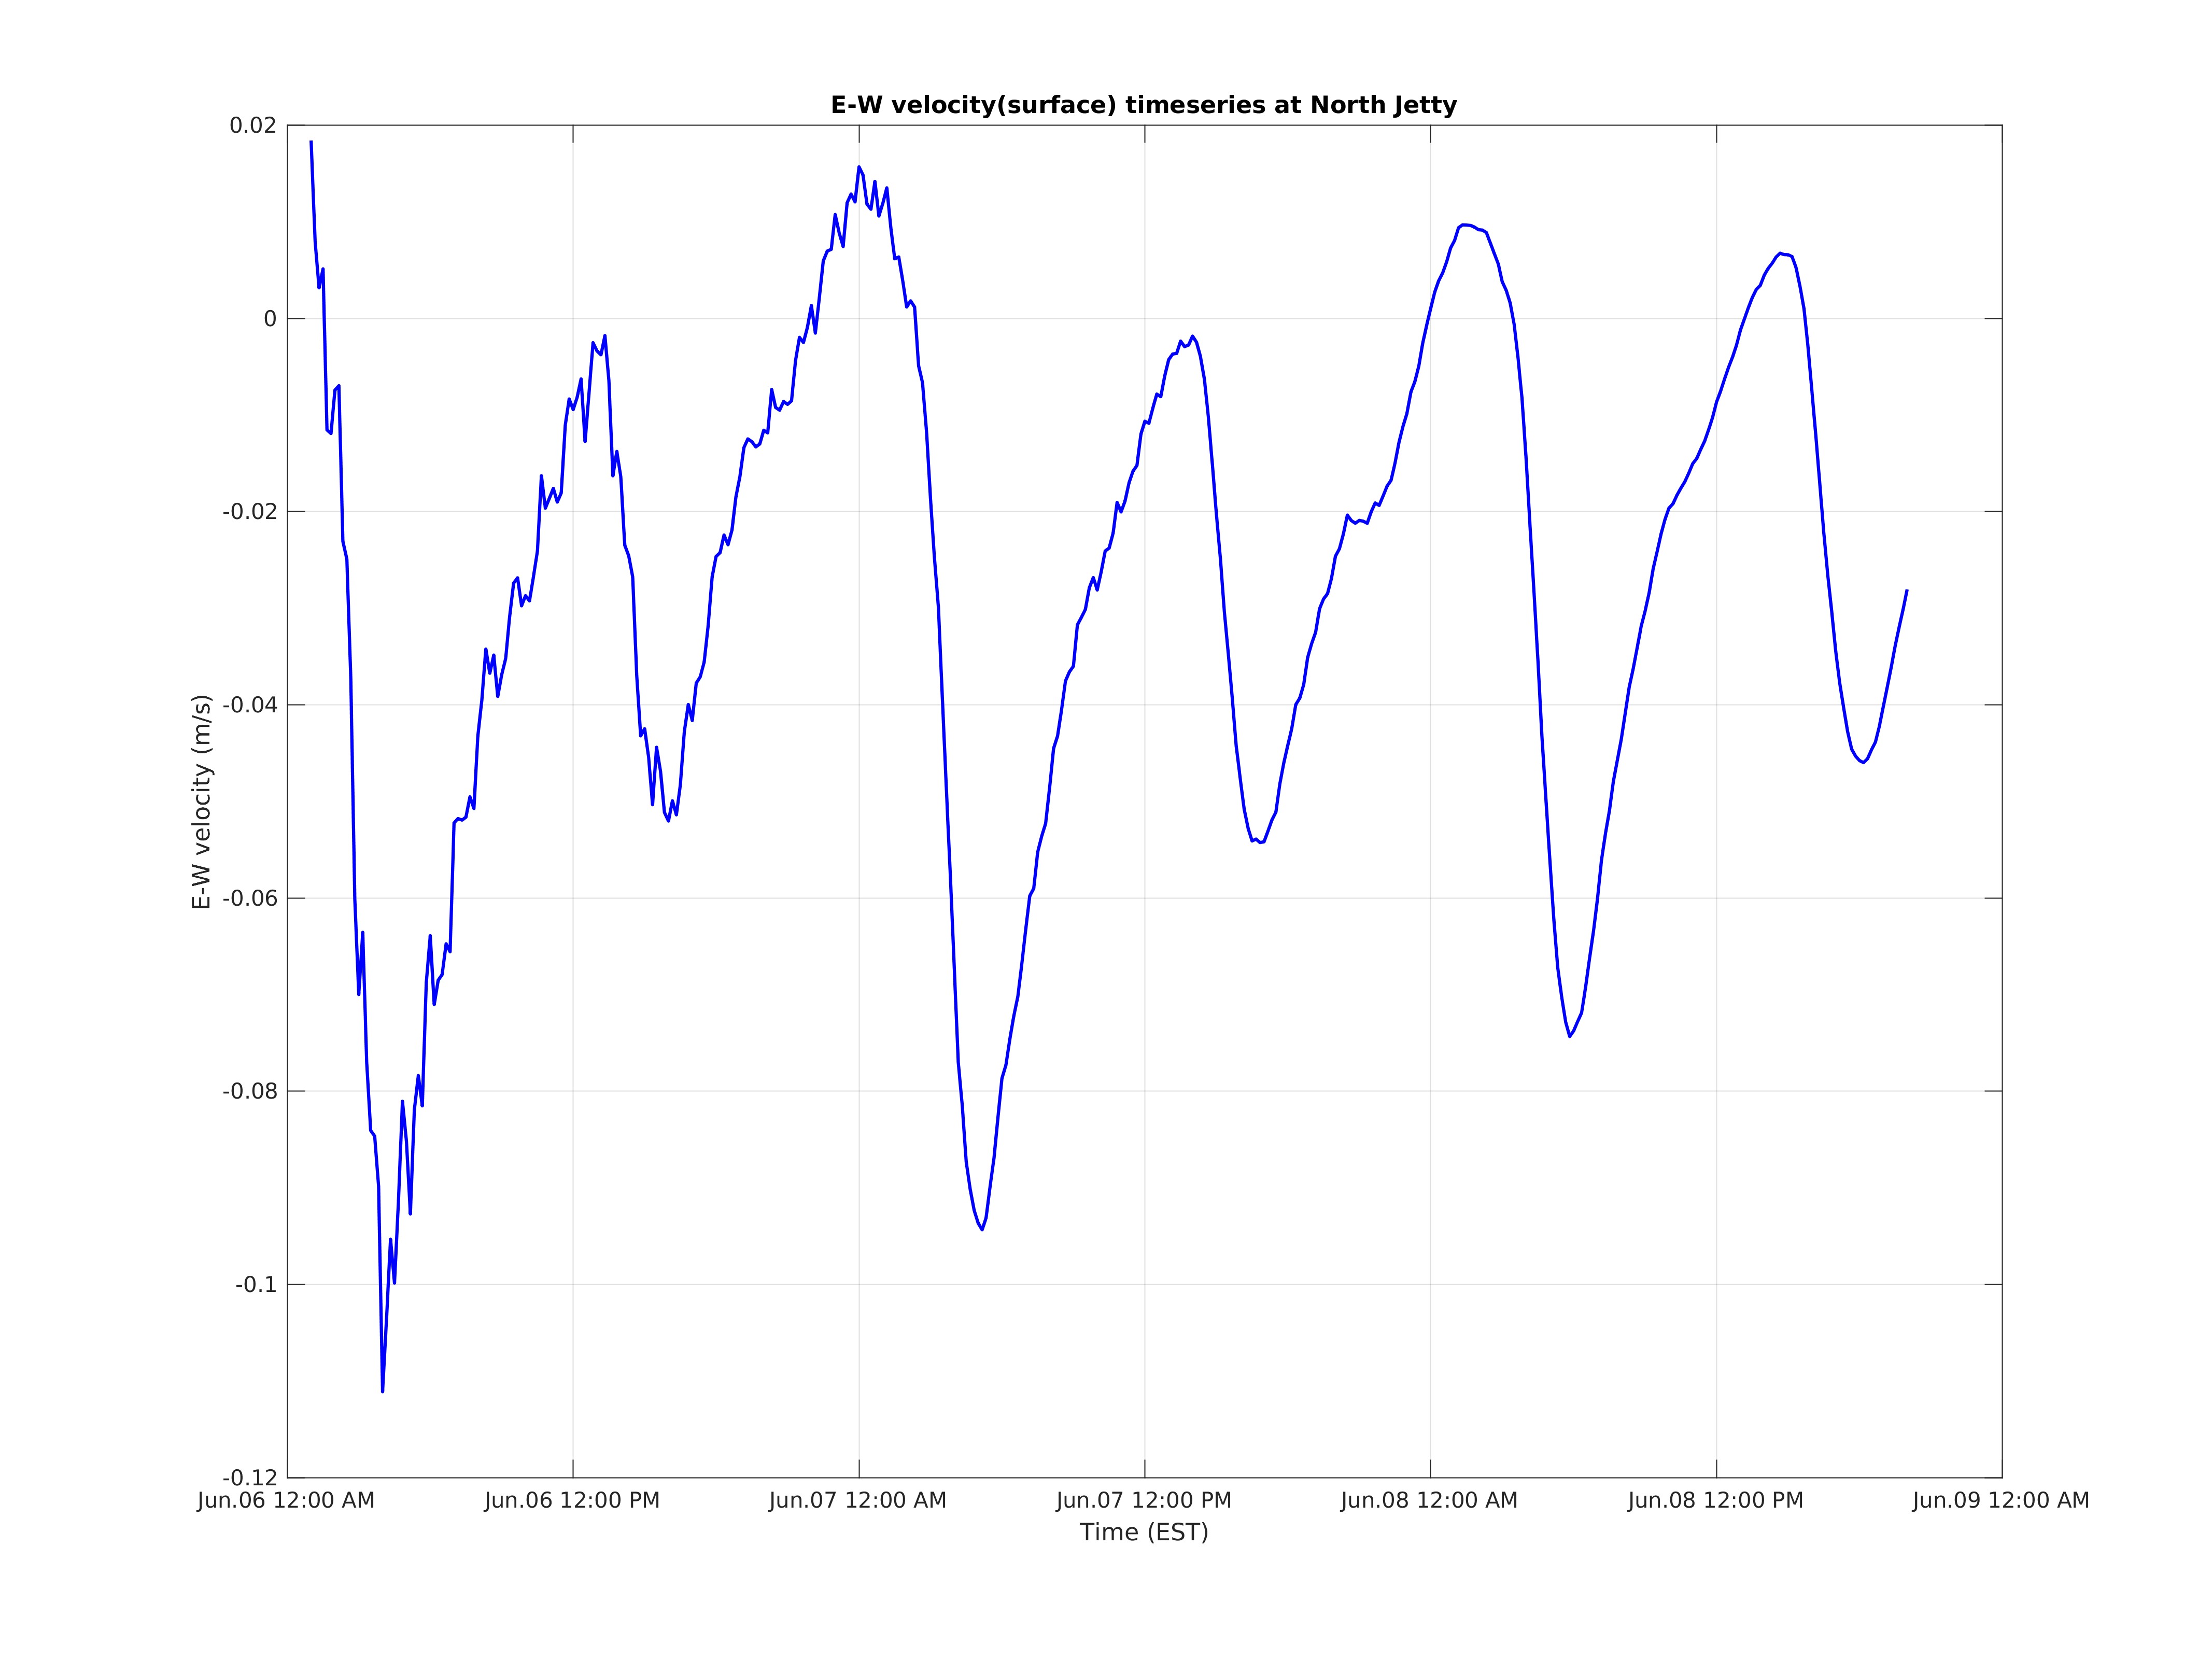 E-W velocity(surface) timeseries at North Jetty
0.02
0
-0.02
-0.04
-0.06
-0.08
-0.1
-0.12
E-W velocity (m/s)
Jun.06 12:00 AM Jun.06 12:00 PM Jun.07 12:00 AM Jun.07 12:00 PM Jun.08 12:00 AM Jun.08 12:00 PM Jun.09 12:00 AM
Time (EST)